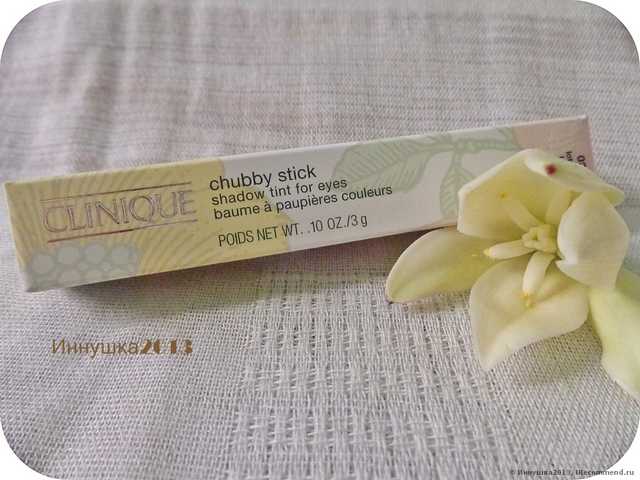 CLINIQUE
chubby stick
shadow tint for eyes
baume à paupières couleurs
POIDS NET WT. .10 OZ./3 g
Иннушка2013
© Иннушка2013, IRecommend.ru